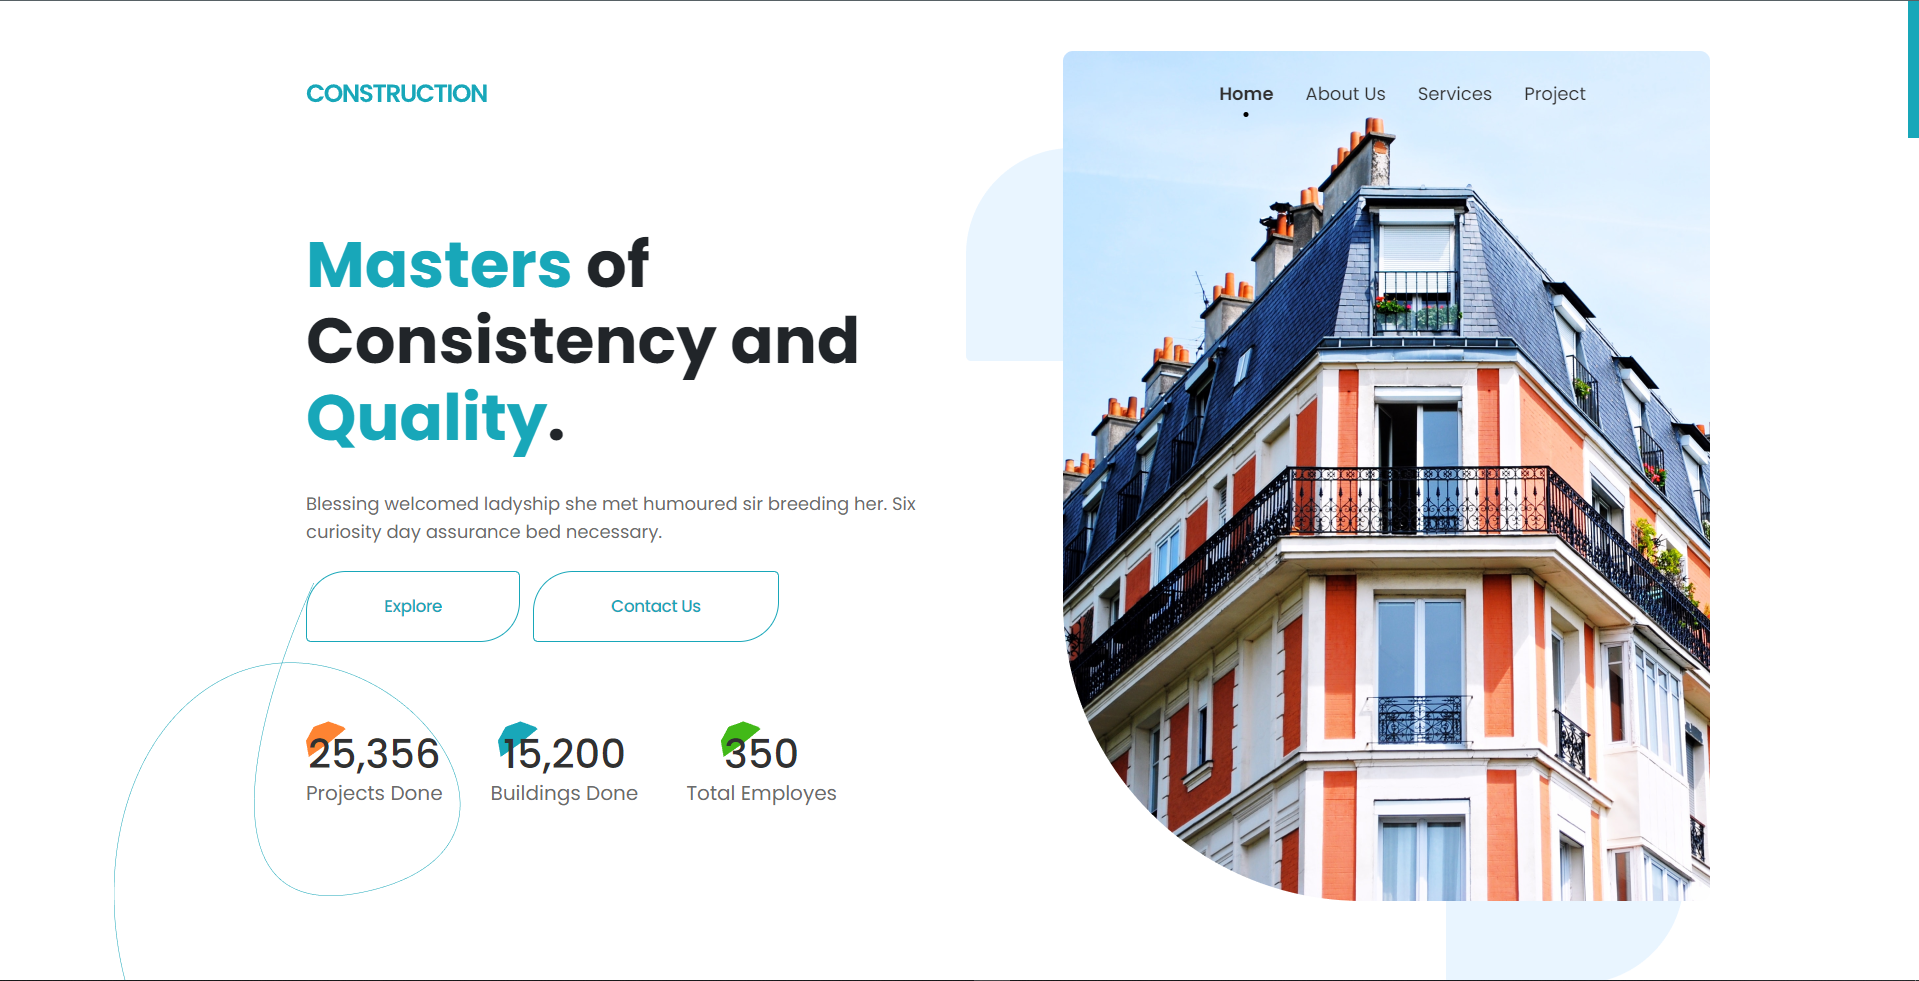 CONSTRUCTION
Home About Us Services Project
Masters of
Consistency and
Quality.
Blessing welcomed ladyship she met humoured sir breeding her. Six
curiosity day assurance bed necessary.
Explore Contact Us
25,356 15,200 350
Projects Done Buildings Done Total Employes